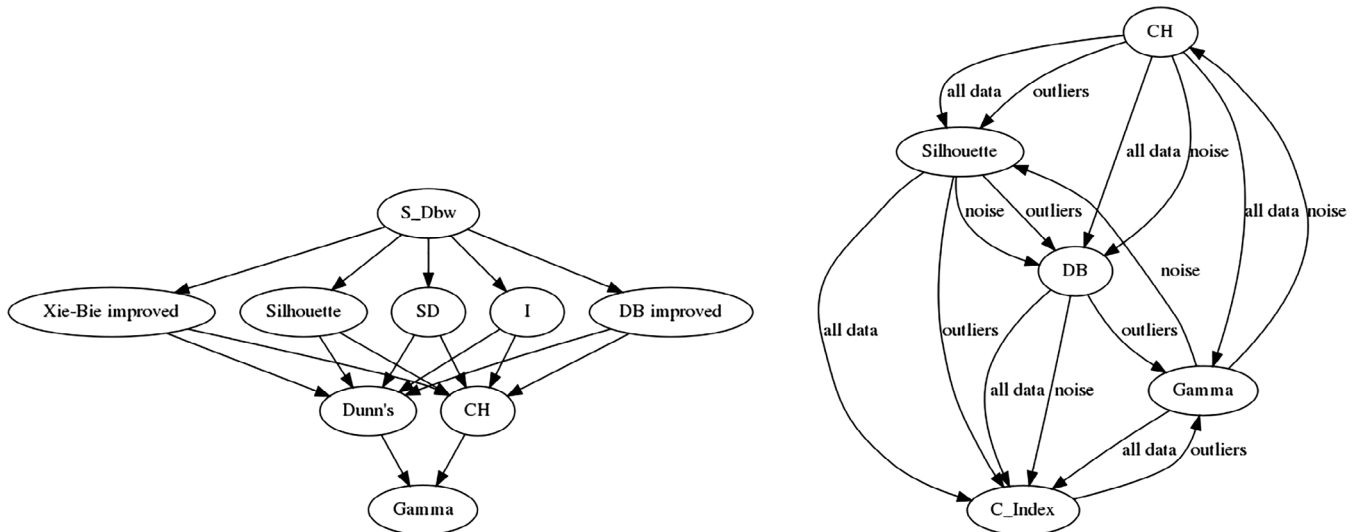 CH
all data
outliers
Silhouette
all data
noise
S_Dbw
noise
outliers
all data
noise
DB
noise
Xie-Bie improved
Silhouette
SD
I
DB improved
all data
outliers
outliers
all data
noise
Gamma
Dunn's
CH
all data
outliers
Gamma
C_Index